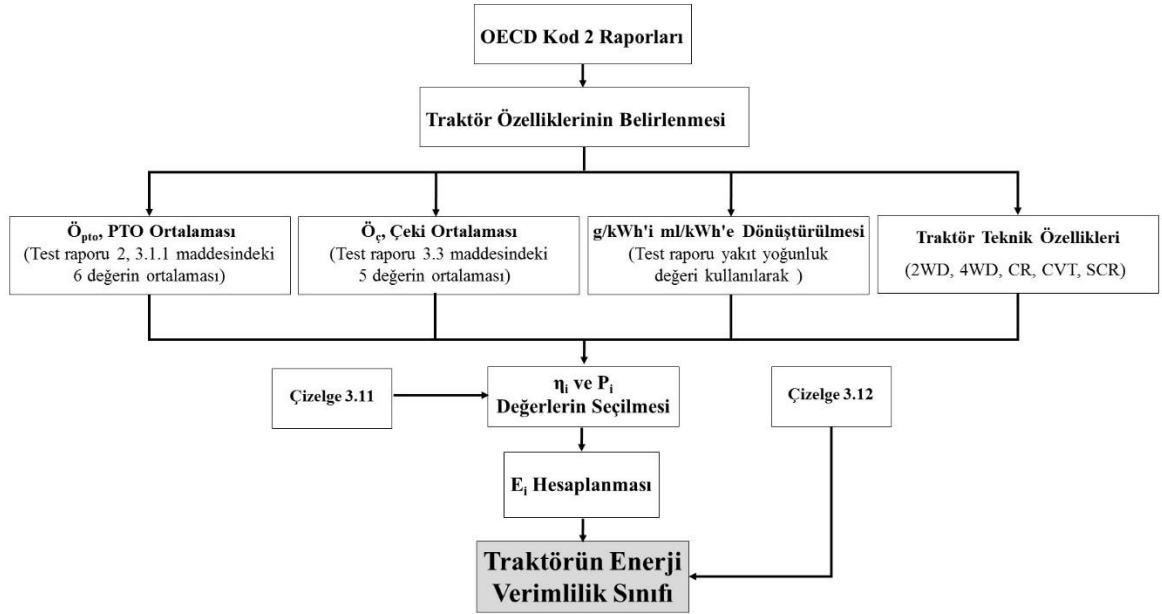 OECD Kod 2 Raporları
Traktör Özelliklerinin Belirlenmesi
Öpto, PTO Ortalaması
(Test raporu 2, 3.1.1 maddesindeki
6 değerin ortalaması)
Öç, Çeki Ortalaması
(Test raporu 3.3 maddesindeki
5 değerin ortalaması)
g/kWh'i ml/kWh'e Dönüştürülmesi
(Test raporu yakıt yoğunluk
değeri kullanılarak )
Traktör Teknik Özellikleri
(2WD, 4WD, CR, CVT, SCR)
Çizelge 3.11
ηi ve Pi
Değerlerin Seçilmesi
Çizelge 3.12
Ei Hesaplanması
Traktörün Enerji
Verimlilik Sınıfı